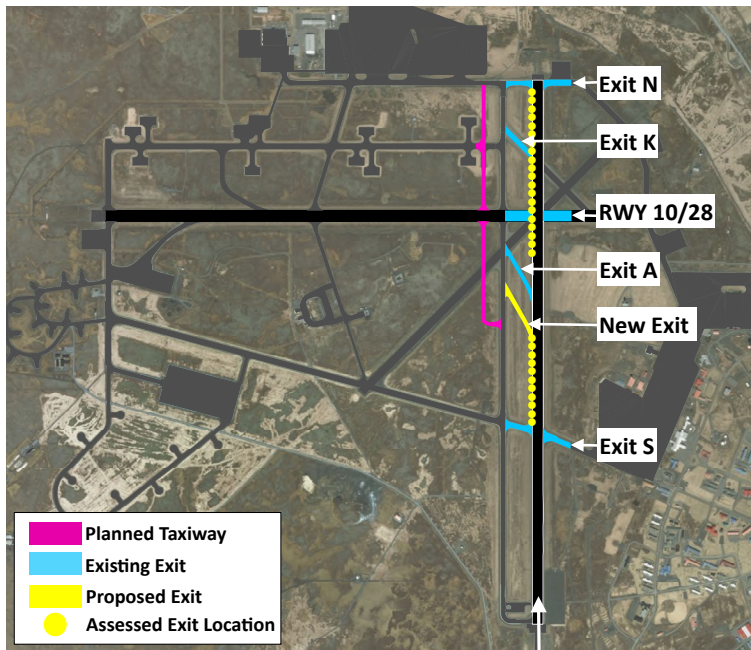 Exit N
Exit K
RWY 10/28
Exit A
New Exit
Exit S
Planned Taxiway
Existing Exit
Proposed Exit
Assessed Exit Location